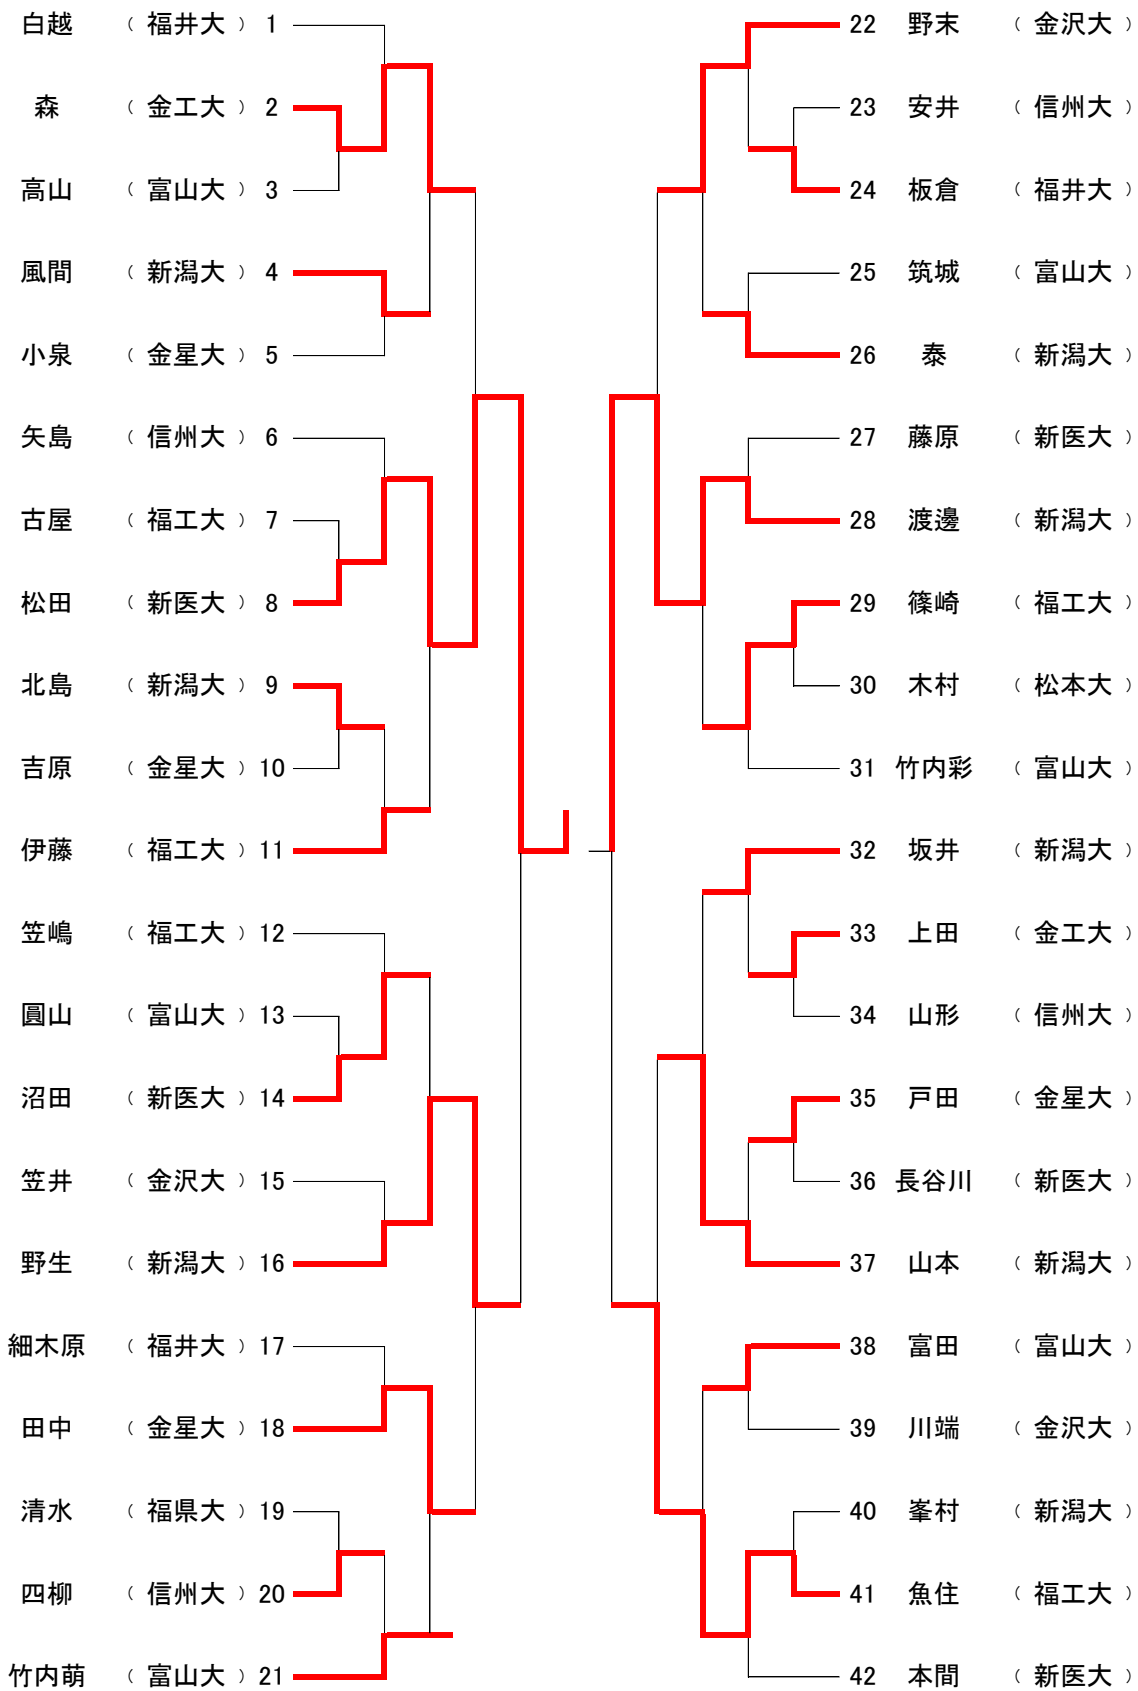 白越 （ 福井大 ） 1
森 （ 金工大 ） 2
高山 （ 富山大 ） 3
風間 （ 新潟大 ） 4
小泉 （ 金星大 ） 5
矢島 （ 信州大 ） 6
古屋 （ 福工大 ） 7
松田 （ 新医大 ） 8
北島 （ 新潟大 ） 9
吉原 （ 金星大 ） 10
伊藤 （ 福工大 ） 11
笠嶋 （ 福工大 ） 12
圓山 （ 富山大 ） 13
沼田 （ 新医大 ） 14
笠井 （ 金沢大 ） 15
野生 （ 新潟大 ） 16
細木原 （ 福井大 ） 17
田中 （ 金星大 ） 18
清水 （ 福県大 ） 19
四柳 （ 信州大 ） 20
竹内萌 （ 富山大 ） 21
22 野末 （ 金沢大 ）
23 安井 （ 信州大 ）
24 板倉 （ 福井大 ）
25 筑城 （ 富山大 ）
26 泰 （ 新潟大 ）
27 藤原 （ 新医大 ）
28 渡邊 （ 新潟大 ）
29 篠崎 （ 福工大 ）
30 木村 （ 松本大 ）
31 竹内彩 （ 富山大 ）
32 坂井 （ 新潟大 ）
33 上田 （ 金工大 ）
34 山形 （ 信州大 ）
35 戸田 （ 金星大 ）
36 長谷川 （ 新医大 ）
37 山本 （ 新潟大 ）
38 富田 （ 富山大 ）
39 川端 （ 金沢大 ）
40 峯村 （ 新潟大 ）
41 魚住 （ 福工大 ）
42 本間 （ 新医大 ）